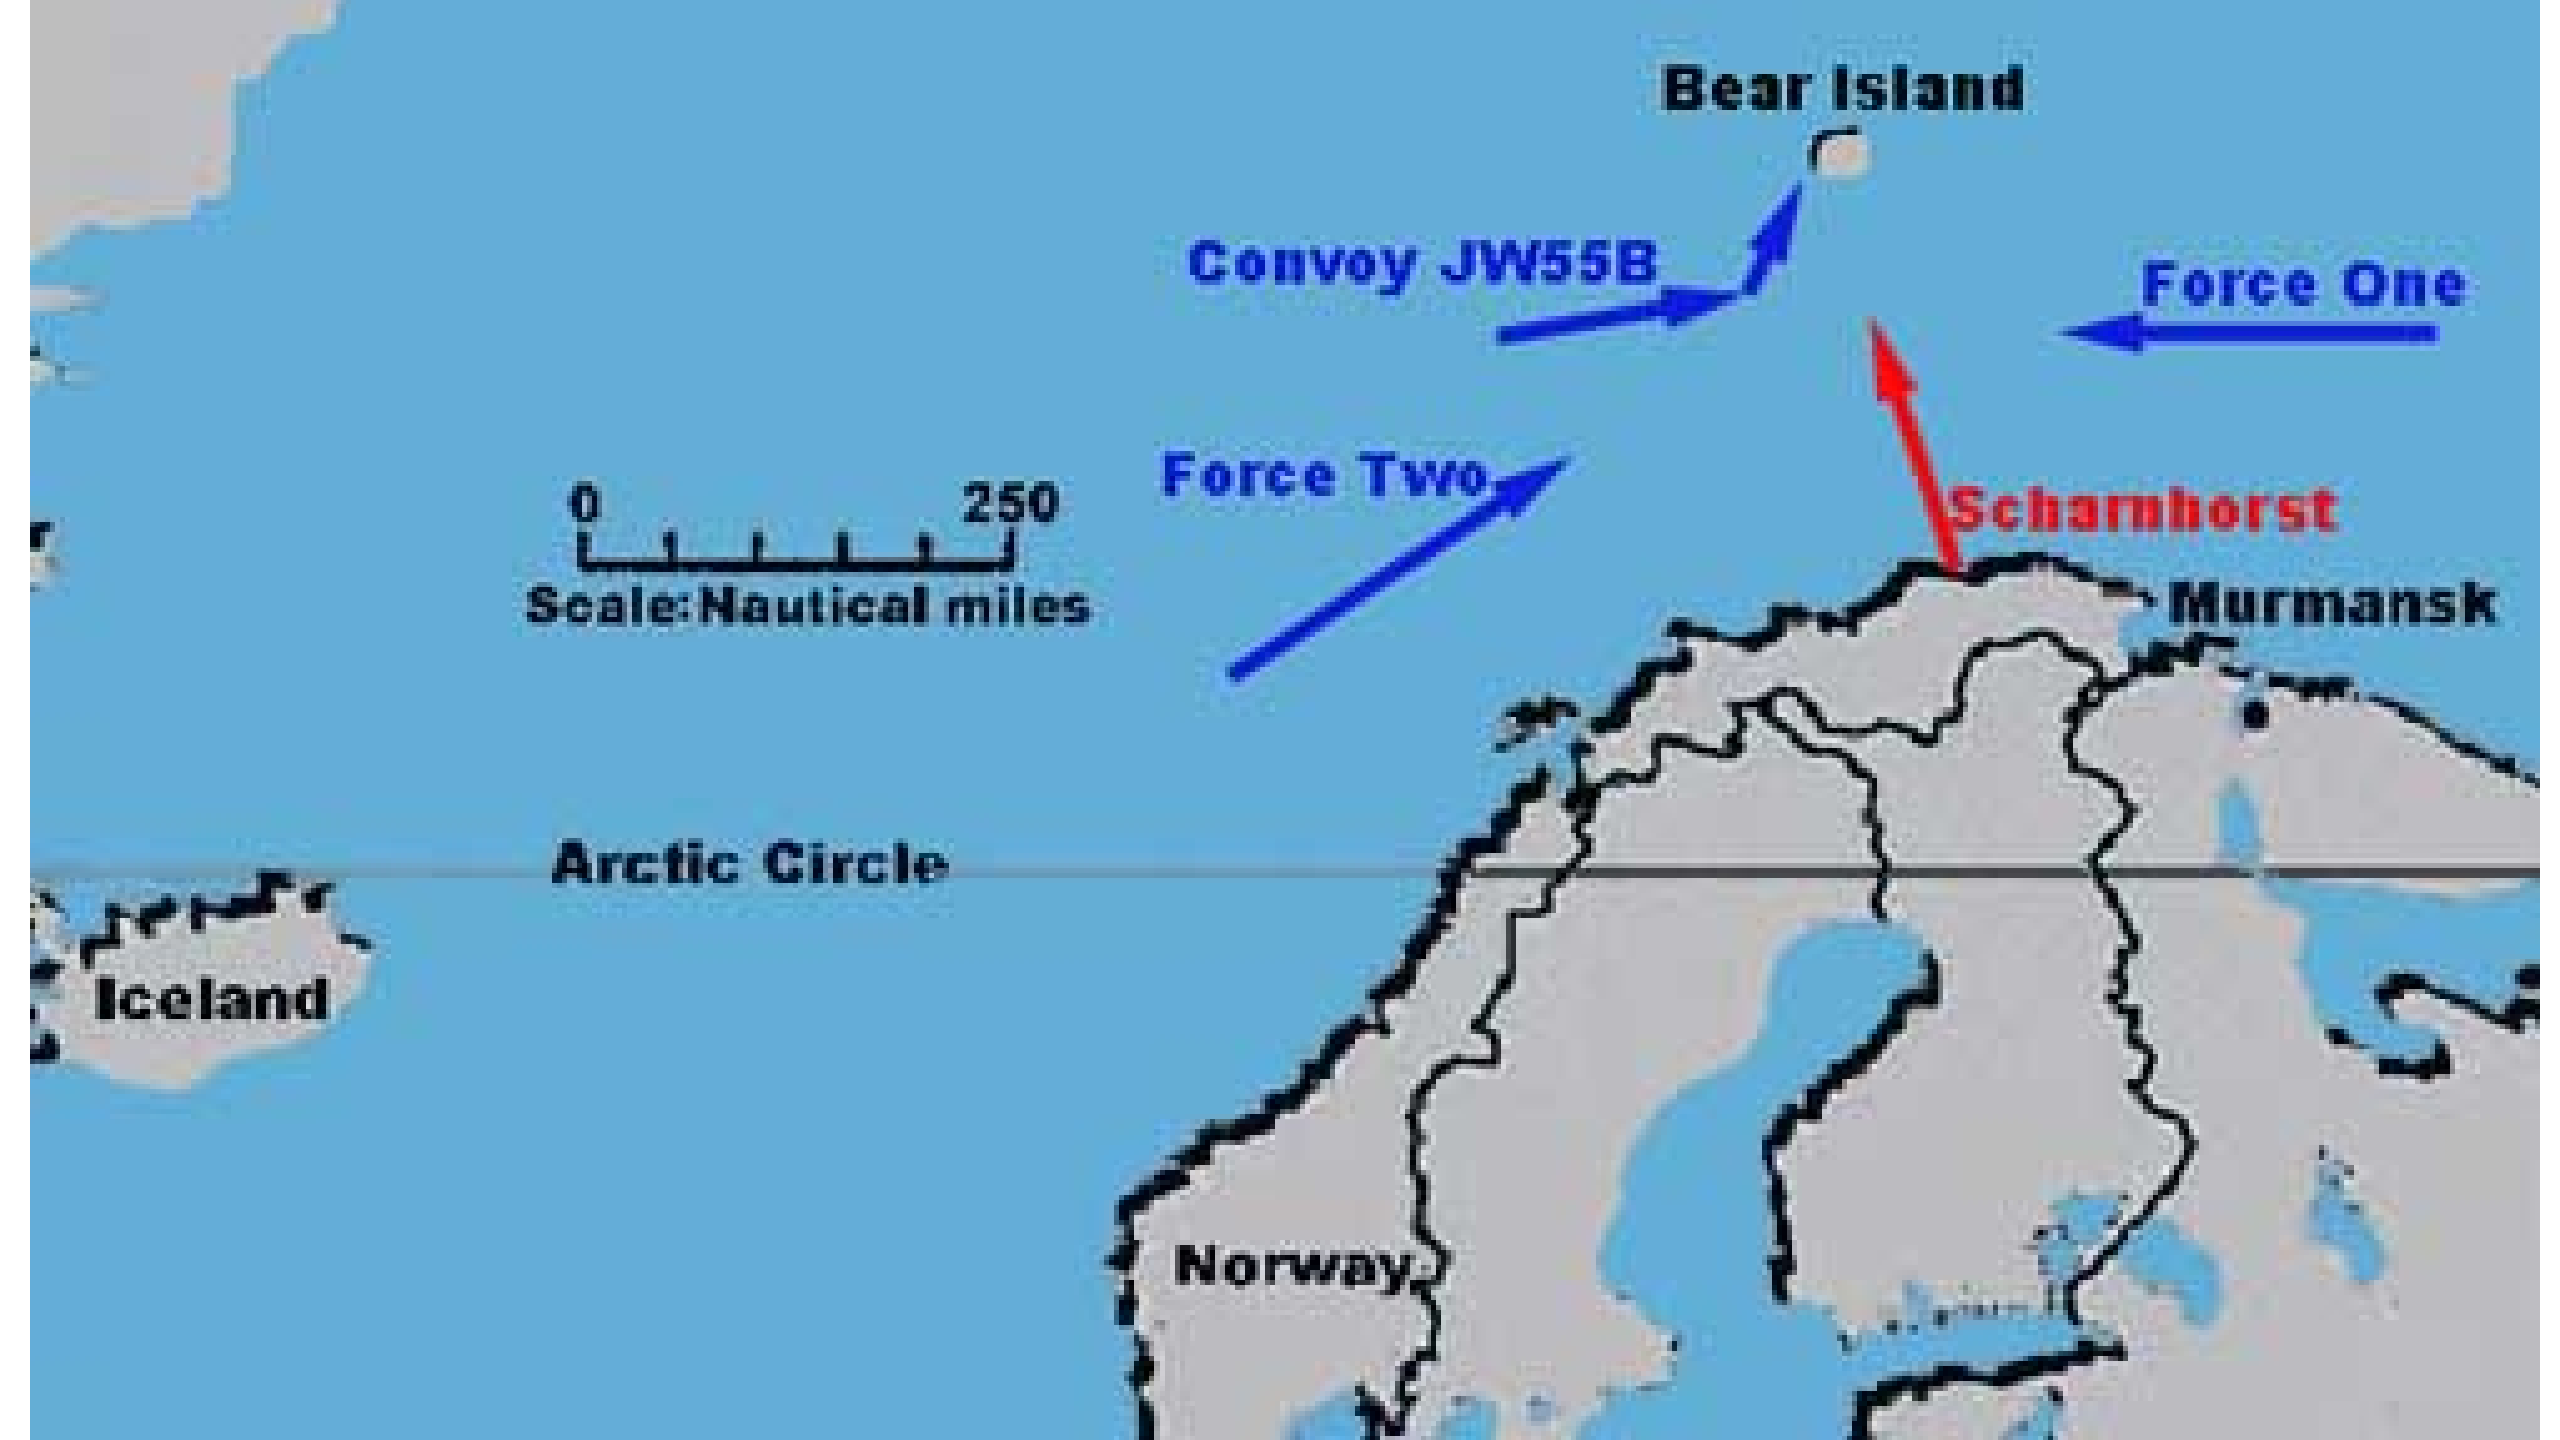 Bear Island
Convoy JW55B
Force One
Force Two
0 250
Scale:Nautical miles
Scharnhorst
Murmansk
Arctic Circle
Iceland
Norway